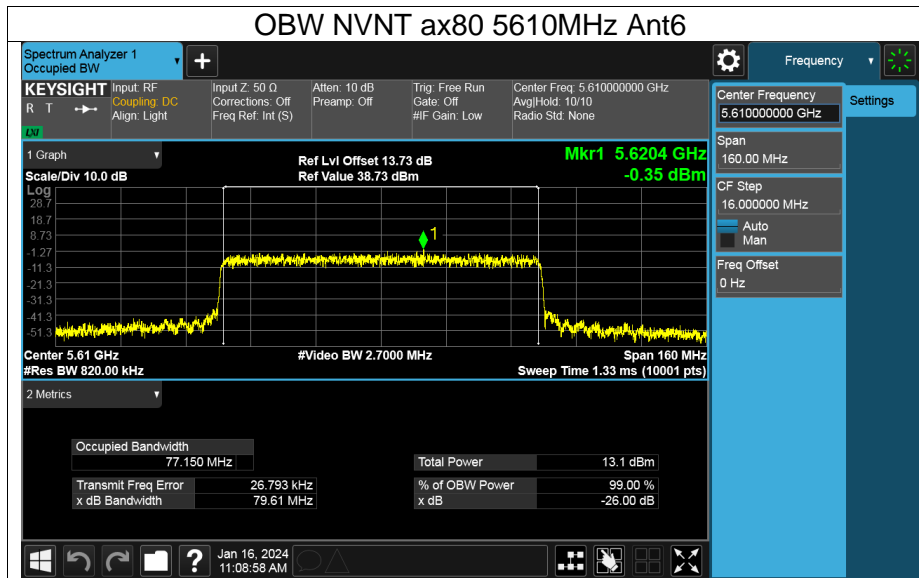 OBW NVNT ax80 5610MHz Ant6
Spectrum Analyzer 1
Occupied BW
+
Frequency
KEYSIGHT
R T
LXI
Input: RF
Coupling: DC
Align: Light
Input Z: 50 Ω
Corrections: Off
Freq Ref: Int (S)
Atten: 10 dB
Preamp: Off
Trig: Free Run
Gate: Off
#IF Gain: Low
Center Freq: 5.610000000 GHz
Avg|Hold: 10/10
Radio Std: None
Center Frequency
5.610000000 GHz
Settings
Span
160.00 MHz
CF Step
16.000000 MHz
Auto
Man
Freq Offset
0 Hz
1 Graph
Scale/Div 10.0 dB
Ref Lvl Offset 13.73 dB
Ref Value 38.73 dBm
Mkr1 5.6204 GHz
-0.35 dBm
Log
28.7
18.7
8.73
-1.27
-11.3
-21.3
-31.3
-41.3
-51.3
1
Center 5.61 GHz
#Res BW 820.00 kHz
#Video BW 2.7000 MHz
Span 160 MHz
Sweep Time 1.33 ms (10001 pts)
2 Metrics
Occupied Bandwidth
77.150 MHz
Transmit Freq Error 26.793 kHz
x dB Bandwidth 79.61 MHz
Total Power 13.1 dBm
% of OBW Power 99.00 %
x dB -26.00 dB
?
Jan 16, 2024
11:08:58 AM